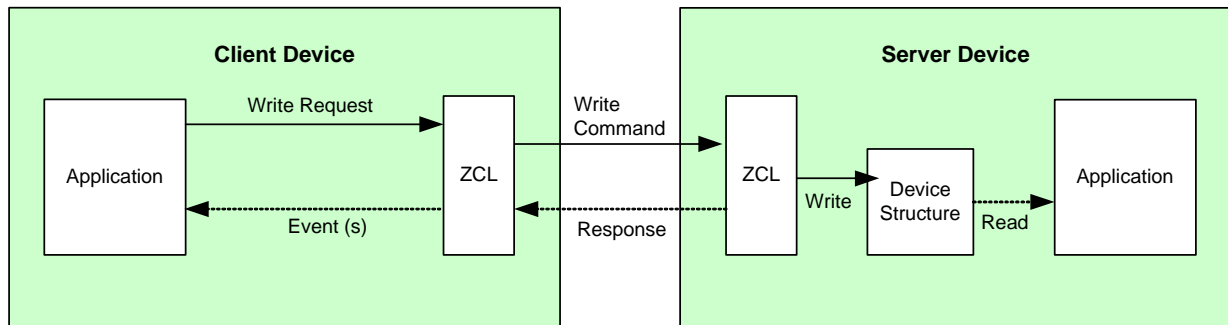 Client Device
Application
Write Request
Event (s)
ZCL
Write
Command
Response
Server Device
ZCL
Write
Device
Structure
Read
Application